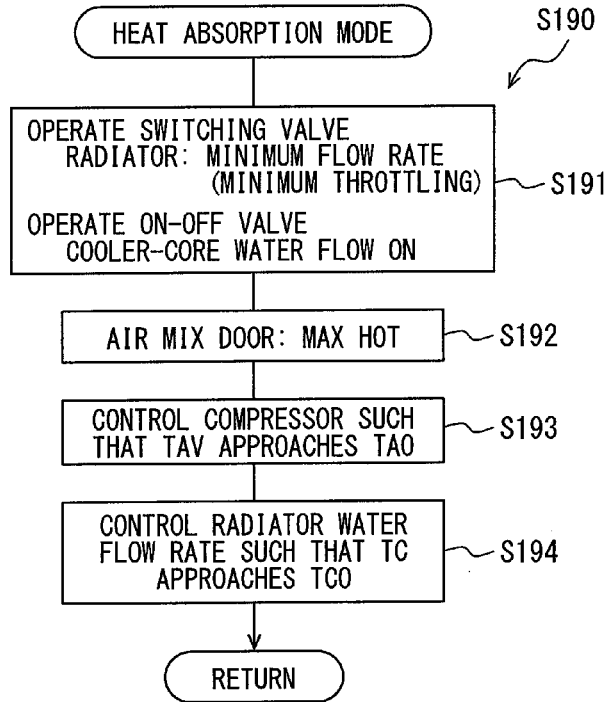 HEAT ABSORPTION MODE
S190
OPERATE SWITCHING VALVE
RADIATOR: MINIMUM FLOW RATE
(MINIMUM THROTTLING)
OPERATE ON-OFF VALVE
COOLER-CORE WATER FLOW ON
S191
AIR MIX DOOR: MAX HOT
S192
CONTROL COMPRESSOR SUCH
THAT TAV APPROACHES TAO
S193
CONTROL RADIATOR WATER
FLOW RATE SUCH THAT TC
APPROACHES TCO
S194
RETURN